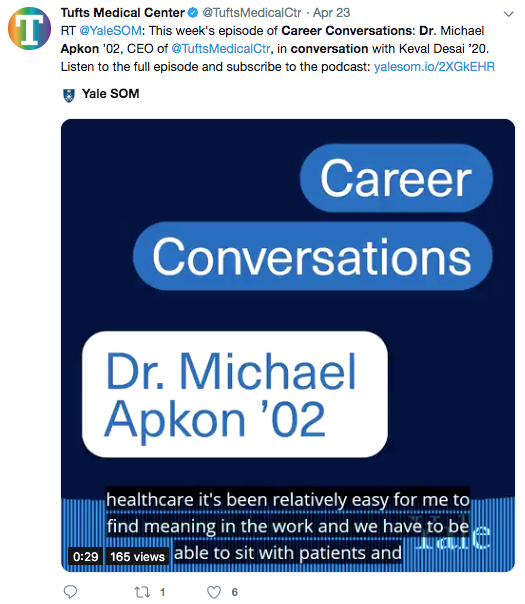 Tufts Medical Center @TuftsMedicalCtr · Apr 23
RT @YaleSOM: This week's episode of Career Conversations: Dr. Michael
Apkon '02, CEO of @TuftsMedicalCtr, in conversation with Keval Desai '20.
Listen to the full episode and subscribe to the podcast: yalesom.io/2XGkEHR
Yale SOM
Career
Conversations
Dr. Michael
Apkon '02
healthcare it's been relatively easy for me to
find meaning in the work and we have to be
Yale
0:29 165 views able to sit with patients and
1 6